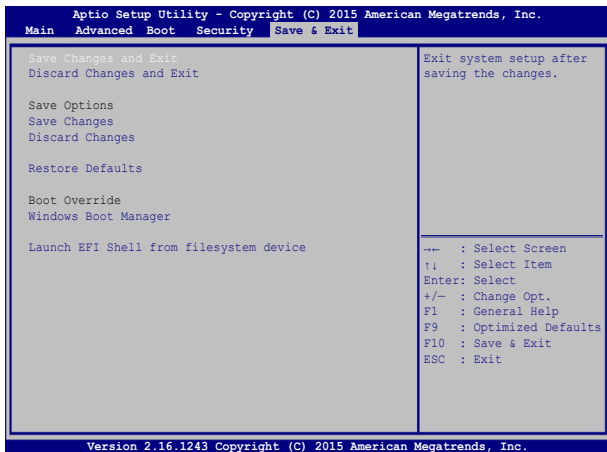 Aptio Setup Utility - Copyright (C) 2015 American Megatrends, Inc.
Main Advanced Boot Security Save & Exit
Save Changes and Exit
Discard Changes and Exit
Save Options
Save Changes
Discard Changes
Restore Defaults
Boot Override
Windows Boot Manager
Launch EFI Shell from filesystem device
Exit system setup after
saving the changes.
→← : Select Screen
↑↓ : Select Item
Enter: Select
+/— : Change Opt.
F1 : General Help
F9 : Optimized Defaults
F10 : Save & Exit
ESC : Exit
Version 2.16.1243 Copyright (C) 2015 American Megatrends, Inc.